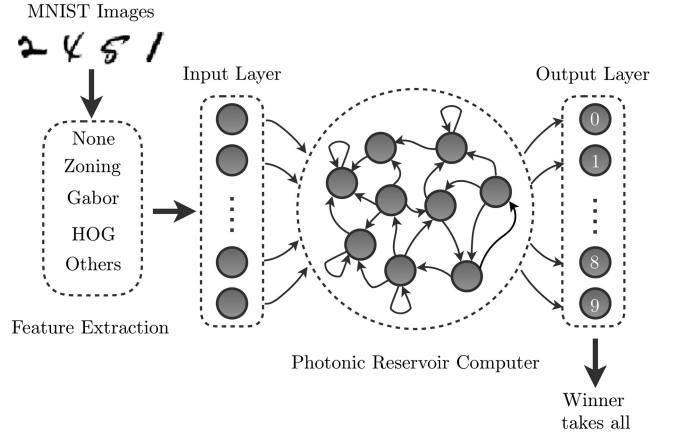 MNIST Images
2 4 5 1
Input Layer
Output Layer
None
Zoning
Gabor
HOG
Others
Feature Extraction
0
1
8
9
Photonic Reservoir Computer
Winner
takes all